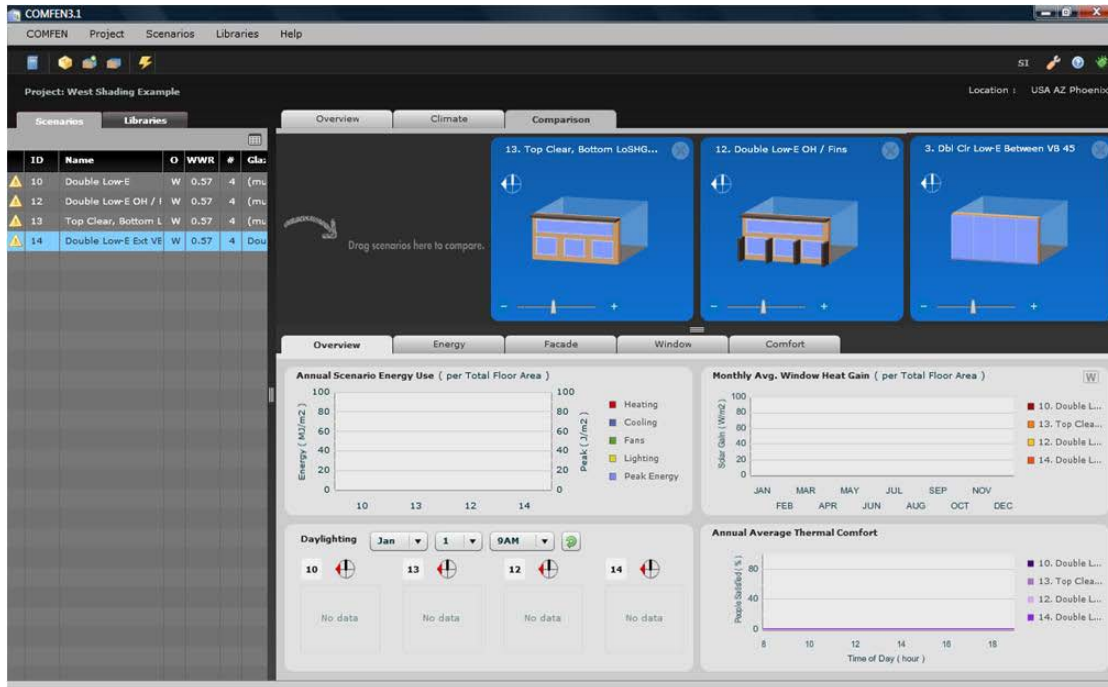 COMFEN3.1
COMFEN Project Scenarios Libraries Help
SI
Project: West Shading Example
Location : USA AZ Phoenix
Scenarios Libraries
Overview Climate Comparison
ID Name O WWR # Gla
10 Double Low-E W 0.57 4 (mu
12 Double Low-E OH / W 0.57 4 (mu
13 Top Clear, Bottom L W 0.57 4 (mu
14 Double Low-E Ext VE W 0.57 4 Dou
Drag scenarios here to compare.
13. Top Clear, Bottom LoSHG...
12. Double Low-E OH / Fins
3. Dbl Clr Low-E Between VB 45
- +
- +
- +
Overview Energy Facade Window Comfort
Annual Scenario Energy Use ( per Total Floor Area )
Energy ( MJ/m2 )
100
80
60
40
20
0
10 13 12 14
100
80
60
40
20
0
Peak ( J/m2 )
Heating
Cooling
Fans
Lighting
Peak Energy
Monthly Avg. Window Heat Gain ( per Total Floor Area )
W
Solar Gain ( W/m2 )
100
80
60
40
20
0
JAN MAR MAY JUL SEP NOV
FEB APR JUN AUG OCT DEC
10. Double L...
13. Top Clea...
12. Double L...
14. Double L...
Daylighting Jan 1 9AM
10 13 12 14
No data No data No data No data
Annual Average Thermal Comfort
People Satisfied ( % )
80
40
0
8 10 12 14 16 18
Time of Day ( hour )
10. Double L...
13. Top Clea...
12. Double L...
14. Double L...